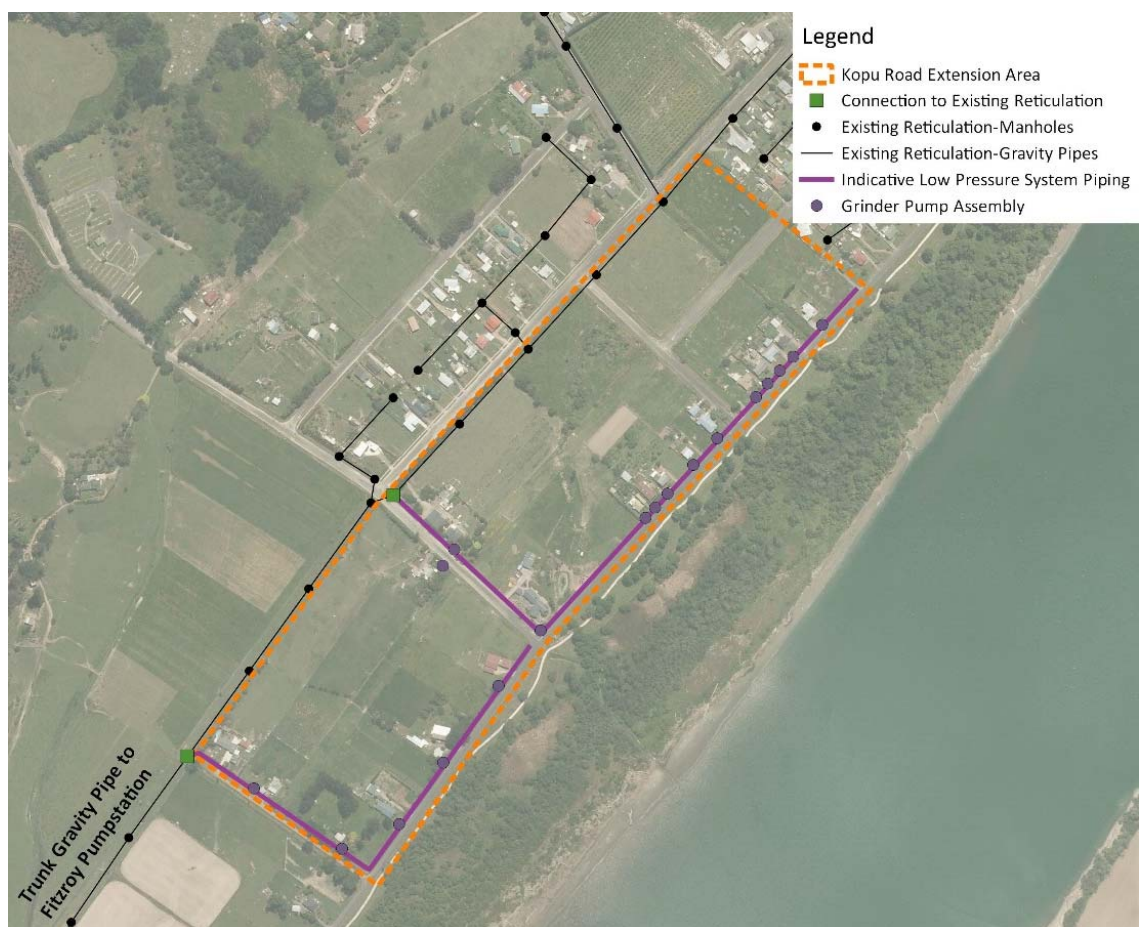 Legend
Kopu Road Extension Area
Connection to Existing Reticulation
Existing Reticulation-Manholes
Existing Reticulation-Gravity Pipes
Indicative Low Pressure System Piping
Grinder Pump Assembly
Trunk Gravity Pipe to
Fitzroy Pumpstation